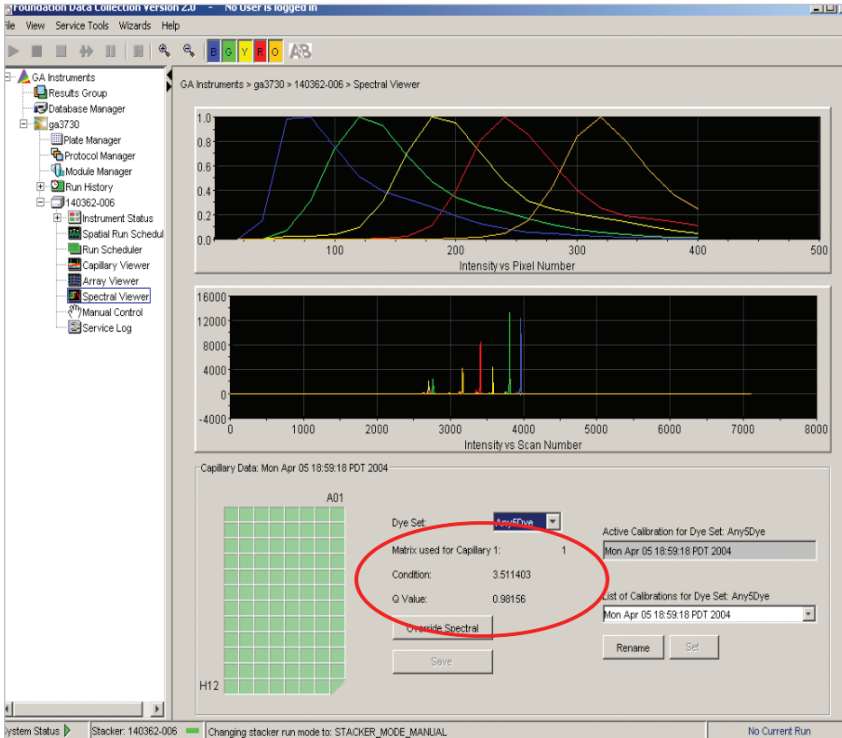 Foundation Data Collection Version 2.0 - No User is logged in
File View Service Tools Wizards Help
B G Y R O
GA Instruments
Results Group
Database Manager
ga3730
Plate Manager
Protocol Manager
Module Manager
Run History
140362-006
Instrument Status
Spatial Run Schedul
Run Scheduler
Capillary Viewer
Array Viewer
Spectral Viewer
Manual Control
Service Log
GA Instruments > ga3730 > 140362-006 > Spectral Viewer
1.0
0.8
0.6
0.4
0.2
0.0
100 200 300 400 500
Intensity vs Pixel Number
16000
12000
8000
4000
0
-4000
0 1000 2000 3000 4000 5000 6000 7000 8000
Intensity vs Scan Number
Capillary Data: Mon Apr 05 18:59:18 PDT 2004
A01
H12
Dye Set: Any5Dye
Matrix used for Capillary 1: 1
Condition: 3.511403
Q Value: 0.98156
Override Spectral
Save
Active Calibration for Dye Set: Any5Dye
Mon Apr 05 18:59:18 PDT 2004
List of Calibrations for Dye Set: Any5Dye
Mon Apr 05 18:59:18 PDT 2004
Rename Set
System Status Stacker: 140362-006 Changing stacker run mode to: STACKER_MODE_MANUAL No Current Run